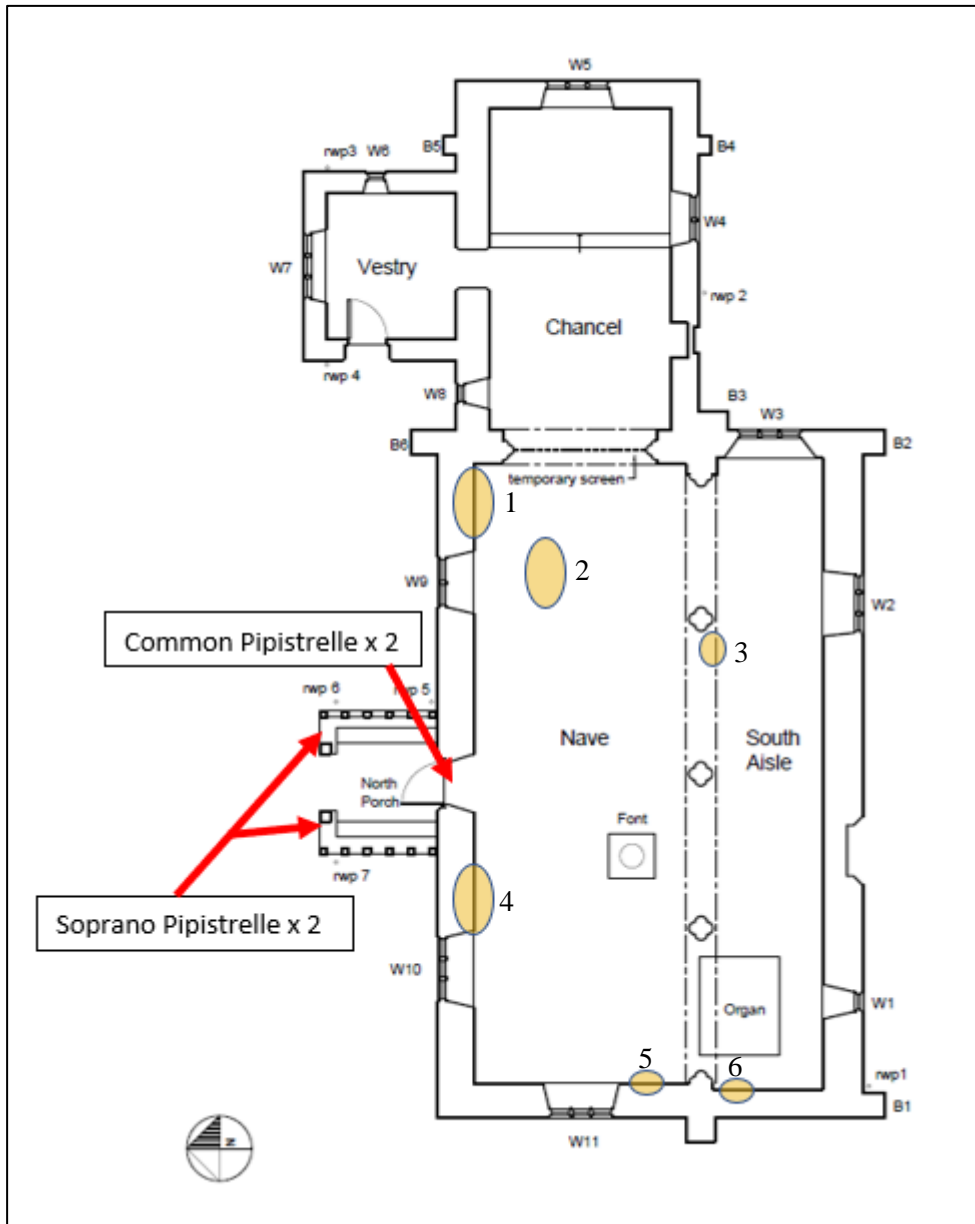 W5
B5
B4
rwp3
W6
W4
W7
Vestry
rwp 2
Chancel
rwp 4
W8
B3
W3
B6
B2
temporary screen
1
2
W9
W2
Common Pipistrelle x 2
3
rwp 6
rwp 5
Nave
South
Aisle
North
Porch
Font
rwp 7
4
Soprano Pipistrelle x 2
W10
Organ
W1
5
6
rwp1
B1
W11
N